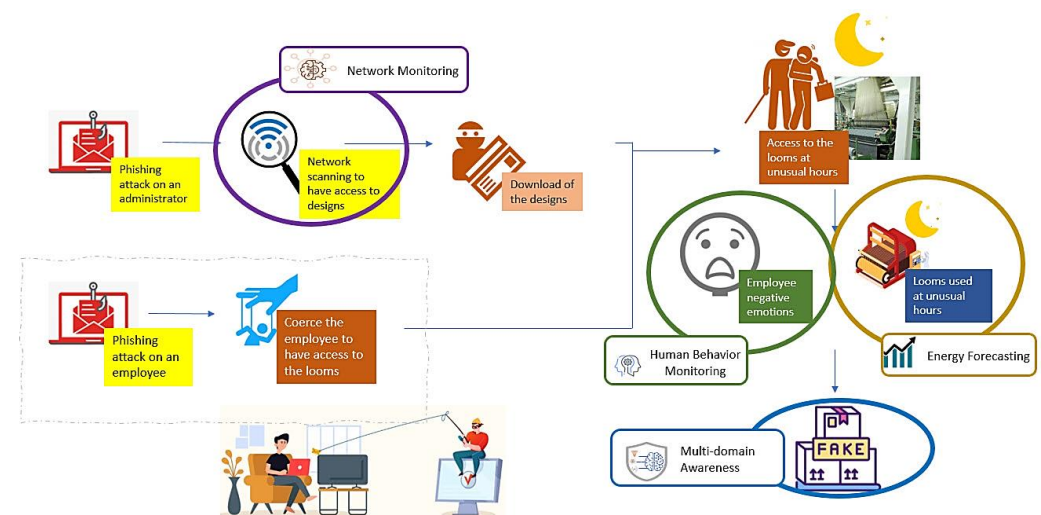 Network Monitoring
Phishing
attack on an
administrator
Network
scanning to
have access to
designs
Download of
the designs
Access to the
looms at
unusual hours
Phishing
attack on an
employee
Coerce the
employee to
have access to
the looms
Employee
negative
emotions
Looms used
at unusual
hours
Human Behavior
Monitoring
Energy Forecasting
Multi-domain
Awareness
FAKE